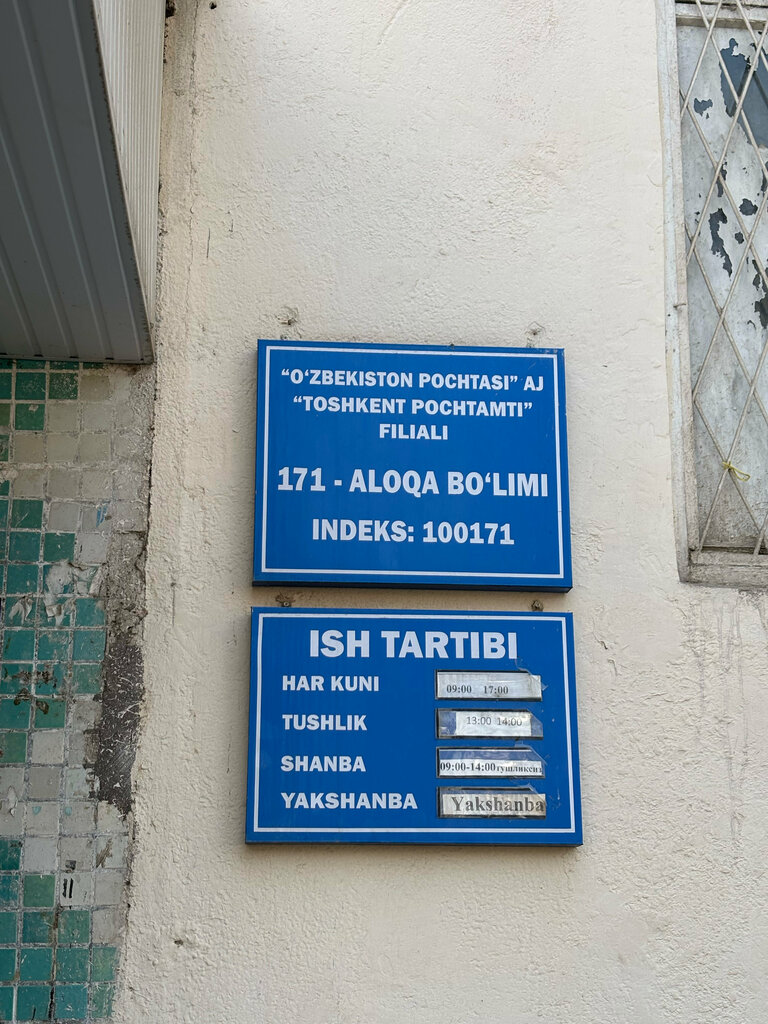 “O‘ZBEKISTON POCHTASI” AJ
“TOSHKENT POCHTAMTI”
FILIALI
171 - ALOQA BO‘LIMI
INDEKS: 100171
ISH TARTIBI
HAR KUNI 09:00 17:00
TUSHLIK 13:00 14:00
SHANBA 09:00-14:00тушликсиз
YAKSHANBA Yakshanba